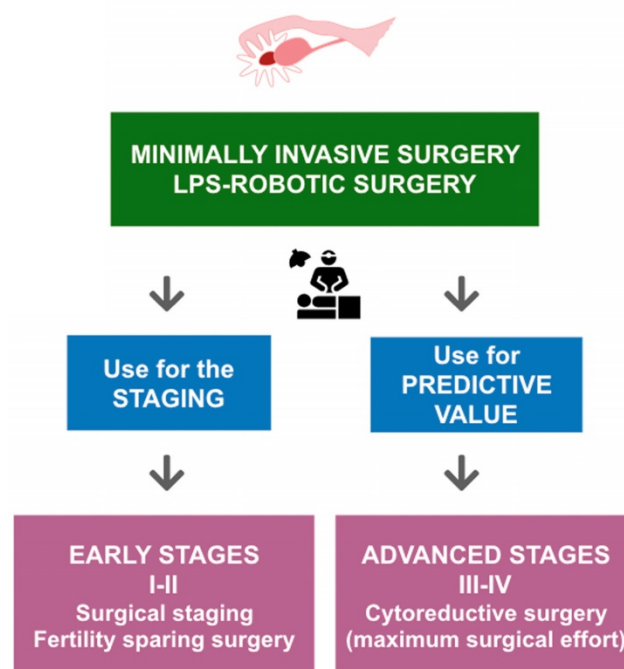 MINIMALLY INVASIVE SURGERY
LPS-ROBOTIC SURGERY
Use for the
STAGING
Use for
PREDICTIVE
VALUE
EARLY STAGES
I-II
Surgical staging
Fertility sparing surgery
ADVANCED STAGES
III-IV
Cytoreductive surgery
(maximum surgical effort)